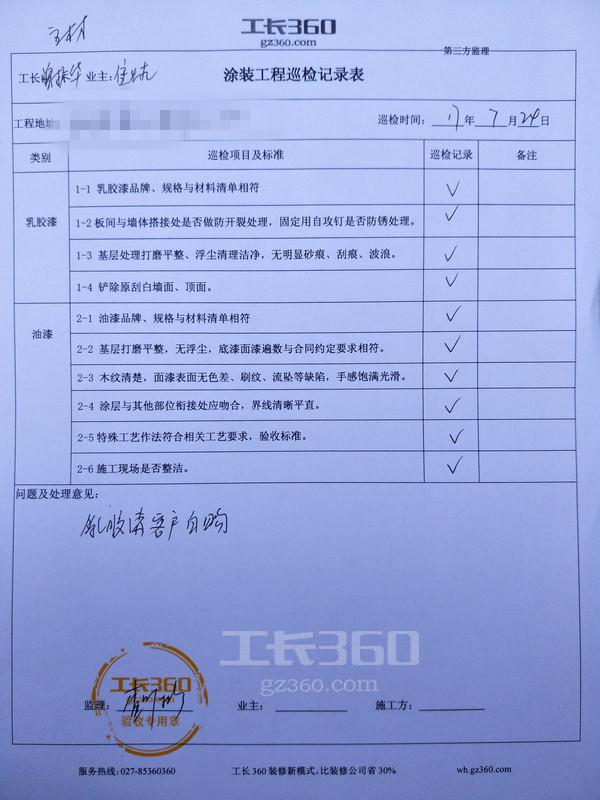 主材
工长360
gz360.com
第三方监理
工长 业主:
涂装工程巡检记录表
工程地址 巡检时间: 17年 7月24日
类别 巡检项目及标准 巡检记录 备注
乳胶漆
1-1 乳胶漆品牌、规格与材料清单相符 ✓
1-2板间与墙体搭接处是否做防开裂处理，固定用自攻钉是否防锈处理。 ✓
1-3 基层处理打磨平整、浮尘清理洁净，无明显砂痕、刮痕、波浪。 ✓
1-4 铲除原刮白墙面、顶面。 ✓
油漆
2-1 油漆品牌、规格与材料清单相符 ✓
2-2 基层打磨平整，无浮尘，底漆面漆遍数与合同约定要求相符。 ✓
2-3 木纹清楚，面漆表面无色差、刷纹、流坠等缺陷，手感饱满光滑。 ✓
2-4 涂层与其他部位衔接处应吻合，界线清晰平直。 ✓
2-5特殊工艺作法符合相关工艺要求，验收标准。 ✓
2-6施工现场是否整洁。 ✓
问题及处理意见:
乳胶漆客户自购
工长360
gz360.com
工长360
监理: 业主: 施工方:
验收专用章
服务热线:027-85360360 工长360装修新模式,比装修公司省30% wh.gz360.com